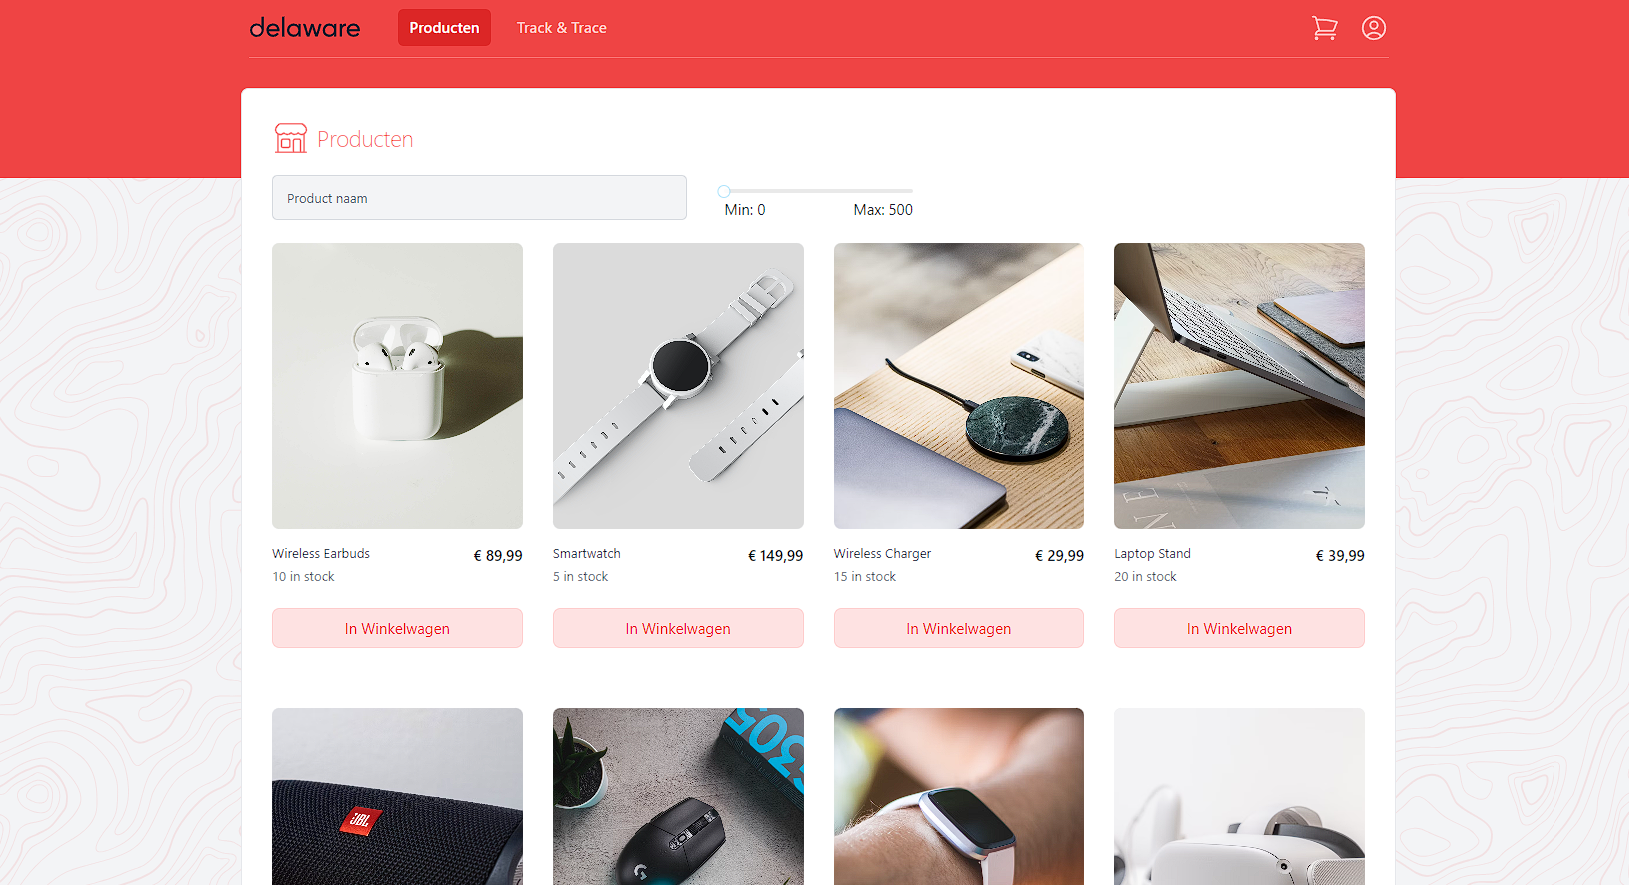 delaware
Producten
Track & Trace
Producten
Product naam
Min: 0
Max: 500
Wireless Earbuds
€ 89,99
10 in stock
In Winkelwagen
Smartwatch
€ 149,99
5 in stock
In Winkelwagen
Wireless Charger
€ 29,99
15 in stock
In Winkelwagen
Laptop Stand
€ 39,99
20 in stock
In Winkelwagen
JBL
G305
G